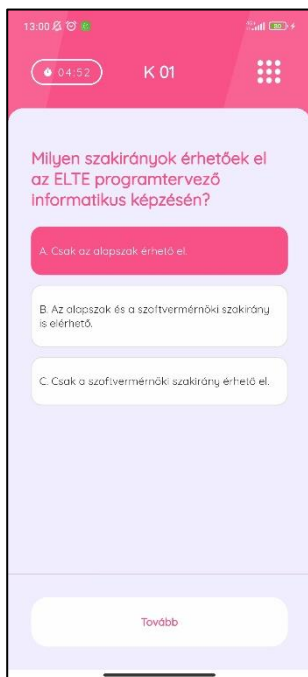 13:00
80
04:52
K 01
Milyen szakirányok érhetőek el
az ELTE programtervező
informatikus képzésén?
A. Csak az alapszak érhető el.
B. Az alapszak és a szoftvermérnöki szakirány
is elérhető.
C. Csak a szoftvermérnöki szakirány érhető el.
Tovább